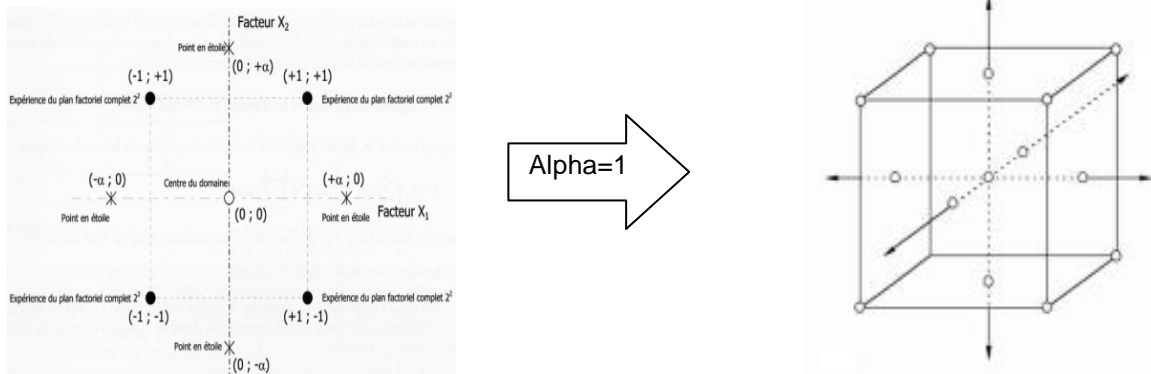 Facteur X₂
Point en étoile
(0 ; +α)
(-1 ; +1)
(+1 ; +1)
Expérience du plan factoriel complet 2²
Expérience du plan factoriel complet 2²
(-α ; 0)
Centre du domaine
(+α ; 0)
Point en étoile
(0 ; 0)
Point en étoile
Facteur X₁
Expérience du plan factoriel complet 2²
Expérience du plan factoriel complet 2²
(-1 ; -1)
(+1 ; -1)
Point en étoile
(0 ; -α)
Alpha=1